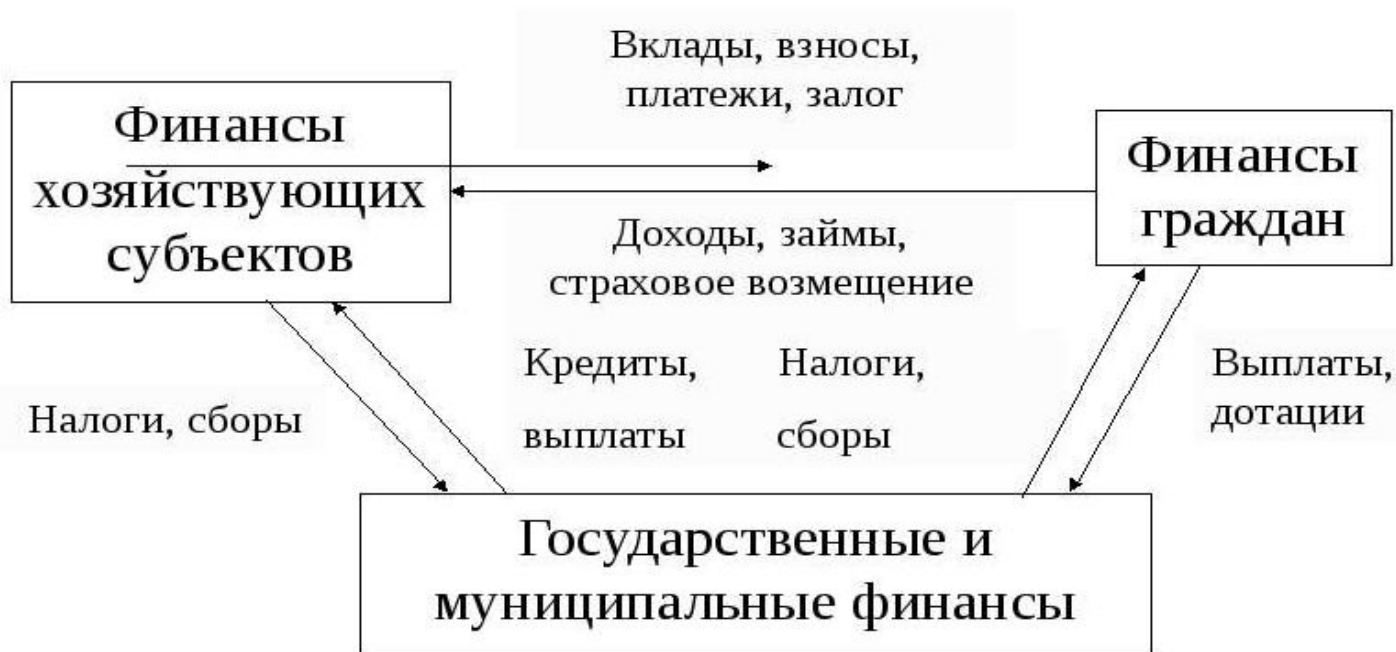 Вклады, взносы,
платежи, залог
Финансы
хозяйствующих
субъектов
Финансы
граждан
Доходы, займы,
страховое возмещение
Кредиты,
выплаты
Налоги,
сборы
Выплаты,
дотации
Налоги, сборы
Государственные и
муниципальные финансы